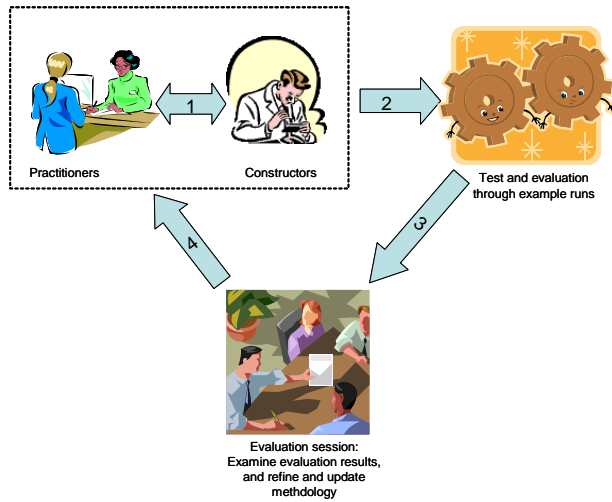 1
2
Practitioners
Constructors
Test and evaluation
through example runs
3
4
Evaluation session:
Examine evaluation results,
and refine and update
methdology